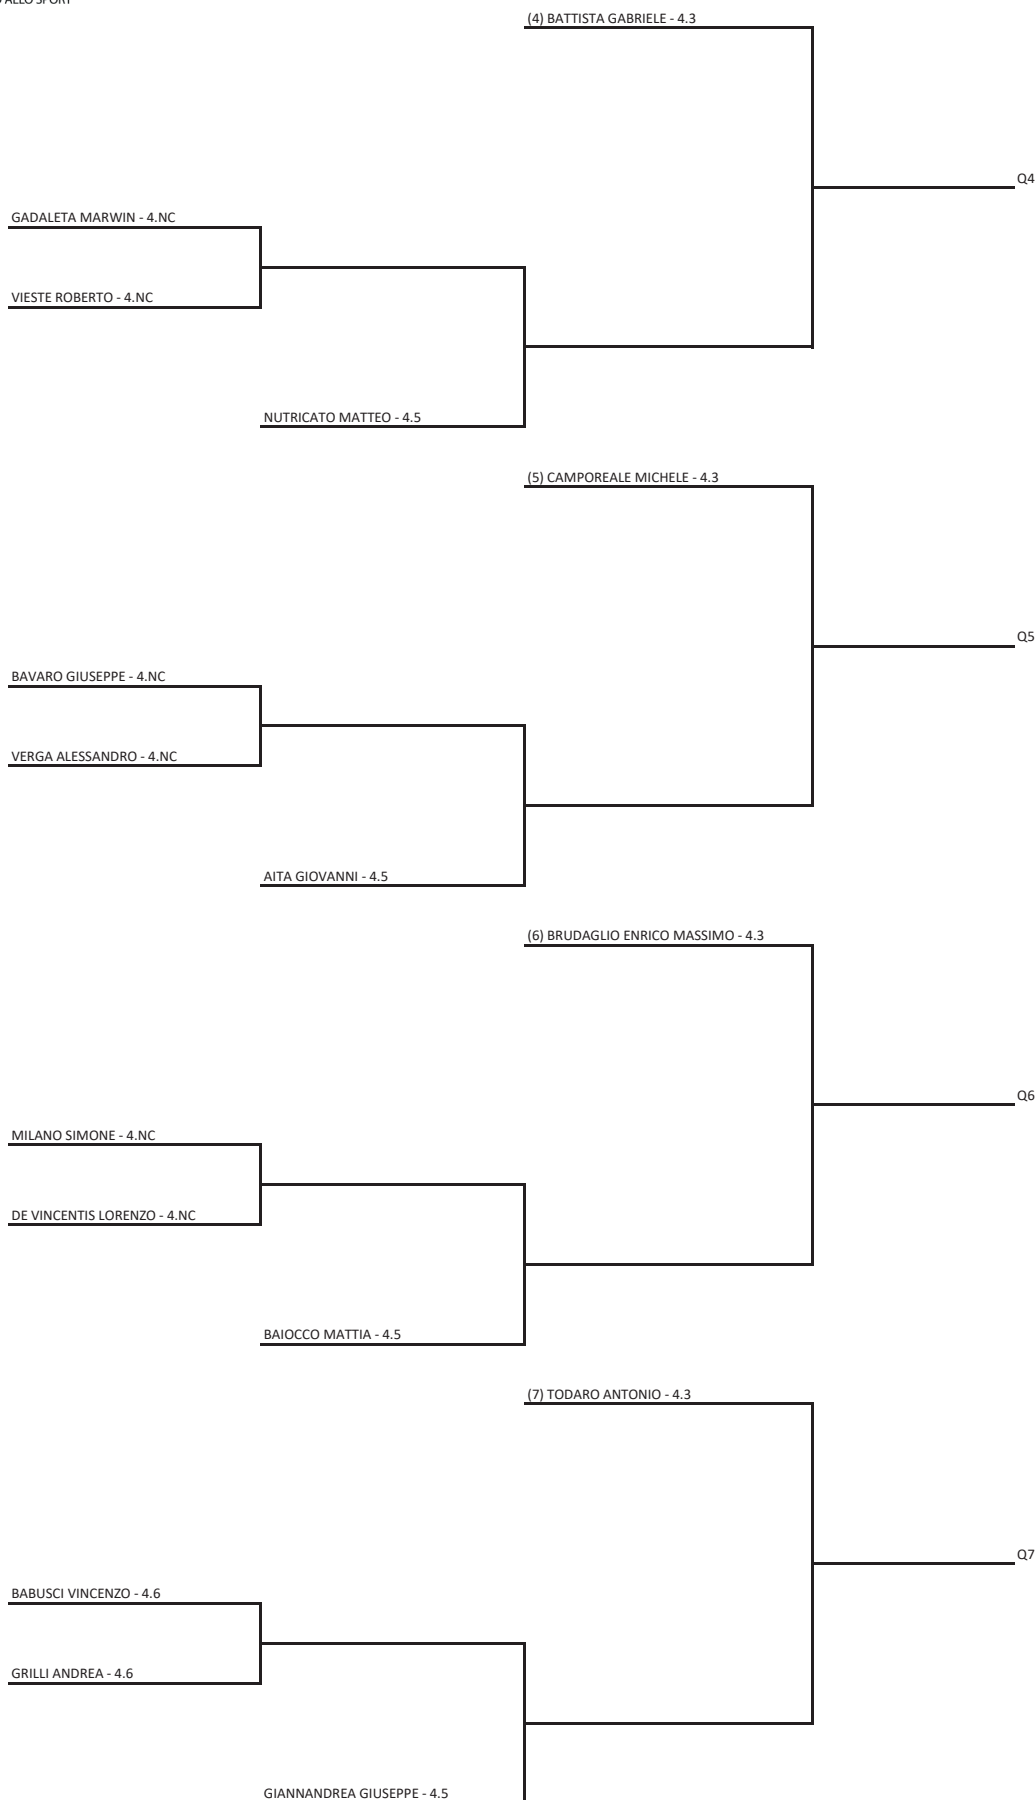 ALLO SPORT
(4) BATTISTA GABRIELE - 4.3
Q4
GADALETA MARWIN - 4.NC
VIESTE ROBERTO - 4.NC
NUTRICATO MATTEO - 4.5
(5) CAMPOREALE MICHELE - 4.3
Q5
BAVARO GIUSEPPE - 4.NC
VERGA ALESSANDRO - 4.NC
AITA GIOVANNI - 4.5
(6) BRUDAGLIO ENRICO MASSIMO - 4.3
Q6
MILANO SIMONE - 4.NC
DE VINCENTIS LORENZO - 4.NC
BAIOCCO MATTIA - 4.5
(7) TODARO ANTONIO - 4.3
Q7
BABUSCI VINCENZO - 4.6
GRILLI ANDREA - 4.6
GIANNANDREA GIUSEPPE - 4.5